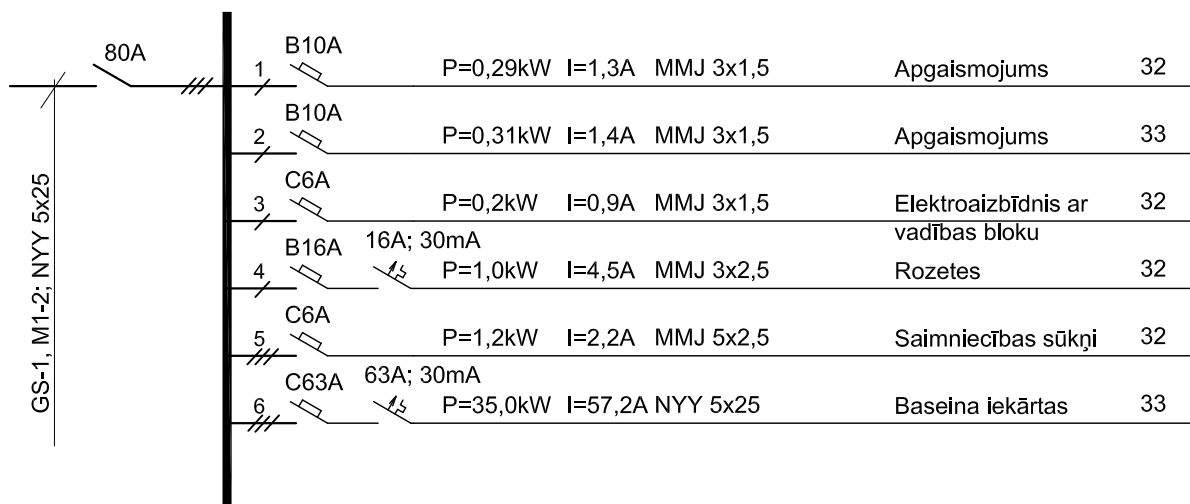 80A
GS-1, M1-2; NYY 5x25
B10A
1 P=0,29kW I=1,3A MMJ 3x1,5 Apgaismojums 32
B10A
2 P=0,31kW I=1,4A MMJ 3x1,5 Apgaismojums 33
C6A
3 P=0,2kW I=0,9A MMJ 3x1,5 Elektroaizbīdnis ar 32
vadības bloku
B16A 16A; 30mA
4 P=1,0kW I=4,5A MMJ 3x2,5 Rozetes 32
C6A
5 P=1,2kW I=2,2A MMJ 5x2,5 Saimniecības sūkņi 32
C63A 63A; 30mA
6 P=35,0kW I=57,2A NYY 5x25 Baseina iekārtas 33